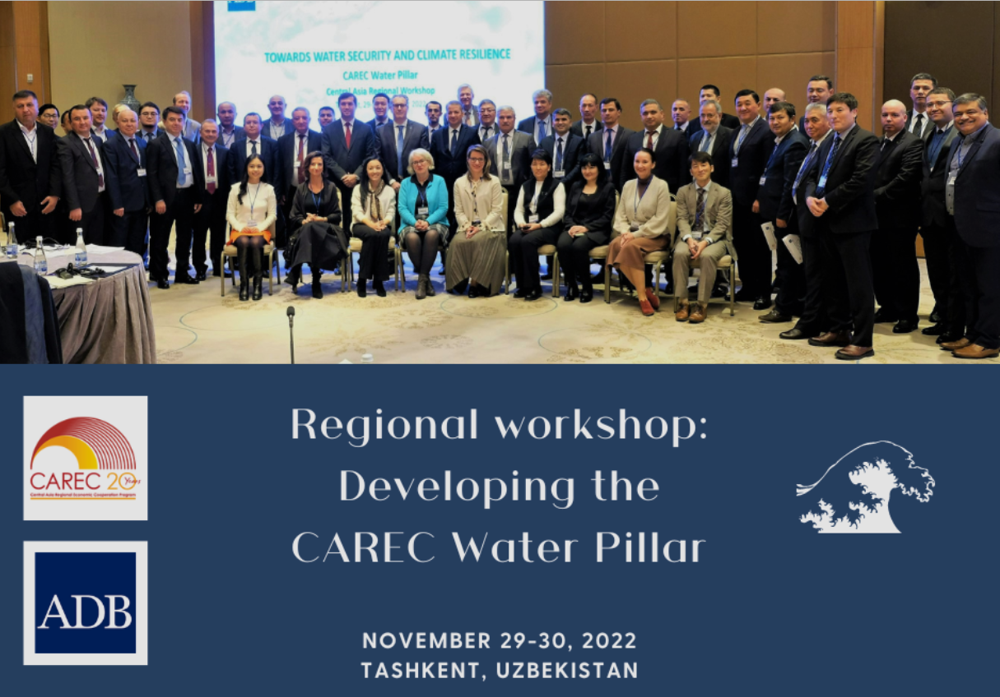 TOWARDS WATER SECURITY AND CLIMATE RESILIENCE
CAREC Water Pillar
Central Asia Regional Workshop
2022
Regional workshop:
Developing the
CAREC Water Pillar
CAREC 20 Years
Central Asia Regional Economic Cooperation Program
ADB
NOVEMBER 29-30, 2022
TASHKENT, UZBEKISTAN